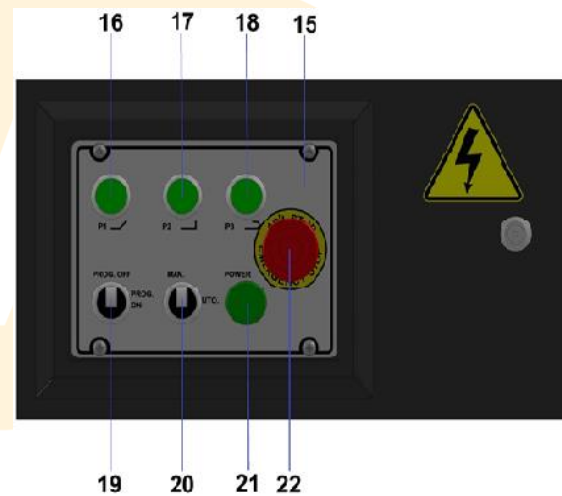 16 17 18 15
P1 P2 P3
PROG. OFF MAN. POWER
PROG. UTO.
ON
19 20 21 22